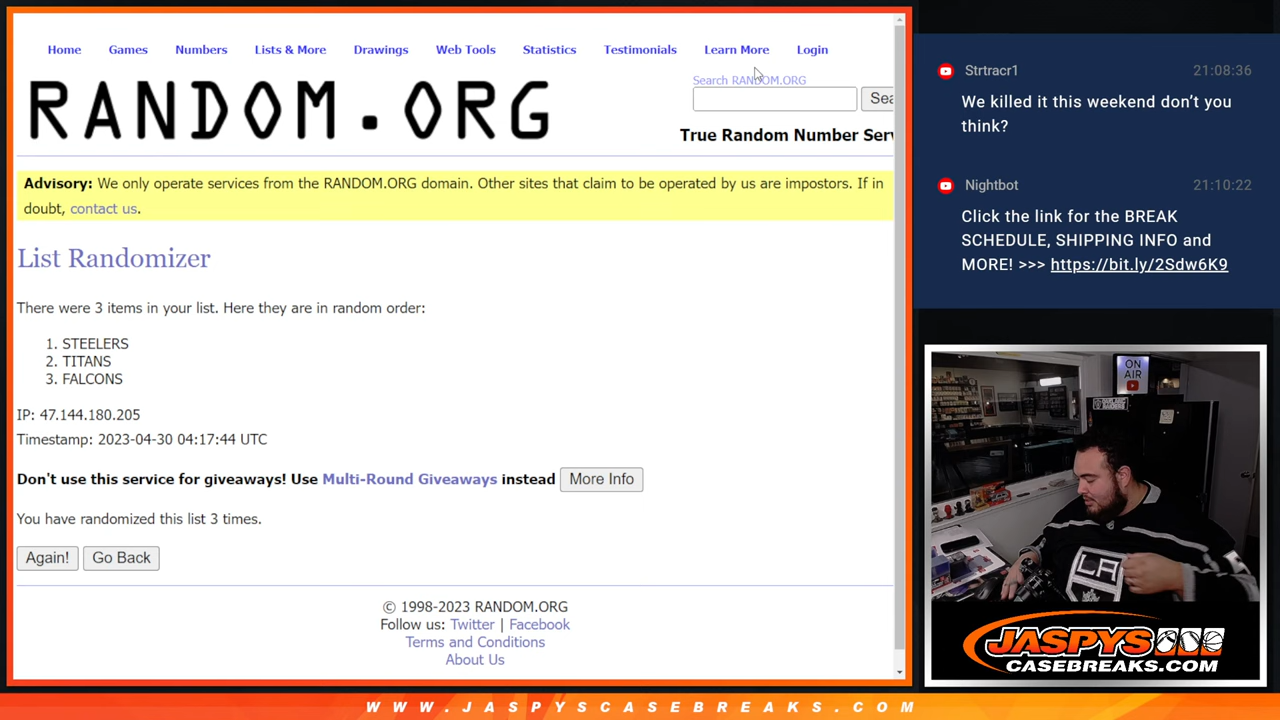 Home Games Numbers Lists & More Drawings Web Tools Statistics Testimonials Learn More Login
RANDOM.ORG
Search RANDOM.ORG
Sea
True Random Number Serv
Advisory: We only operate services from the RANDOM.ORG domain. Other sites that claim to be operated by us are impostors. If in
doubt, contact us.
List Randomizer
There were 3 items in your list. Here they are in random order:
1. STEELERS
2. TITANS
3. FALCONS
IP: 47.144.180.205
Timestamp: 2023-04-30 04:17:44 UTC
Don't use this service for giveaways! Use Multi-Round Giveaways instead More Info
You have randomized this list 3 times.
Again! Go Back
© 1998-2023 RANDOM.ORG
Follow us: Twitter | Facebook
Terms and Conditions
About Us
Strtracr1 21:08:36
We killed it this weekend don't you
think?
Nightbot 21:10:22
Click the link for the BREAK
SCHEDULE, SHIPPING INFO and
MORE! >>> https://bit.ly/2Sdw6K9
ON
AIR
LA
JASPYS
CASEBREAKS.COM
WWW.JASPYSCASEBREAKS.COM